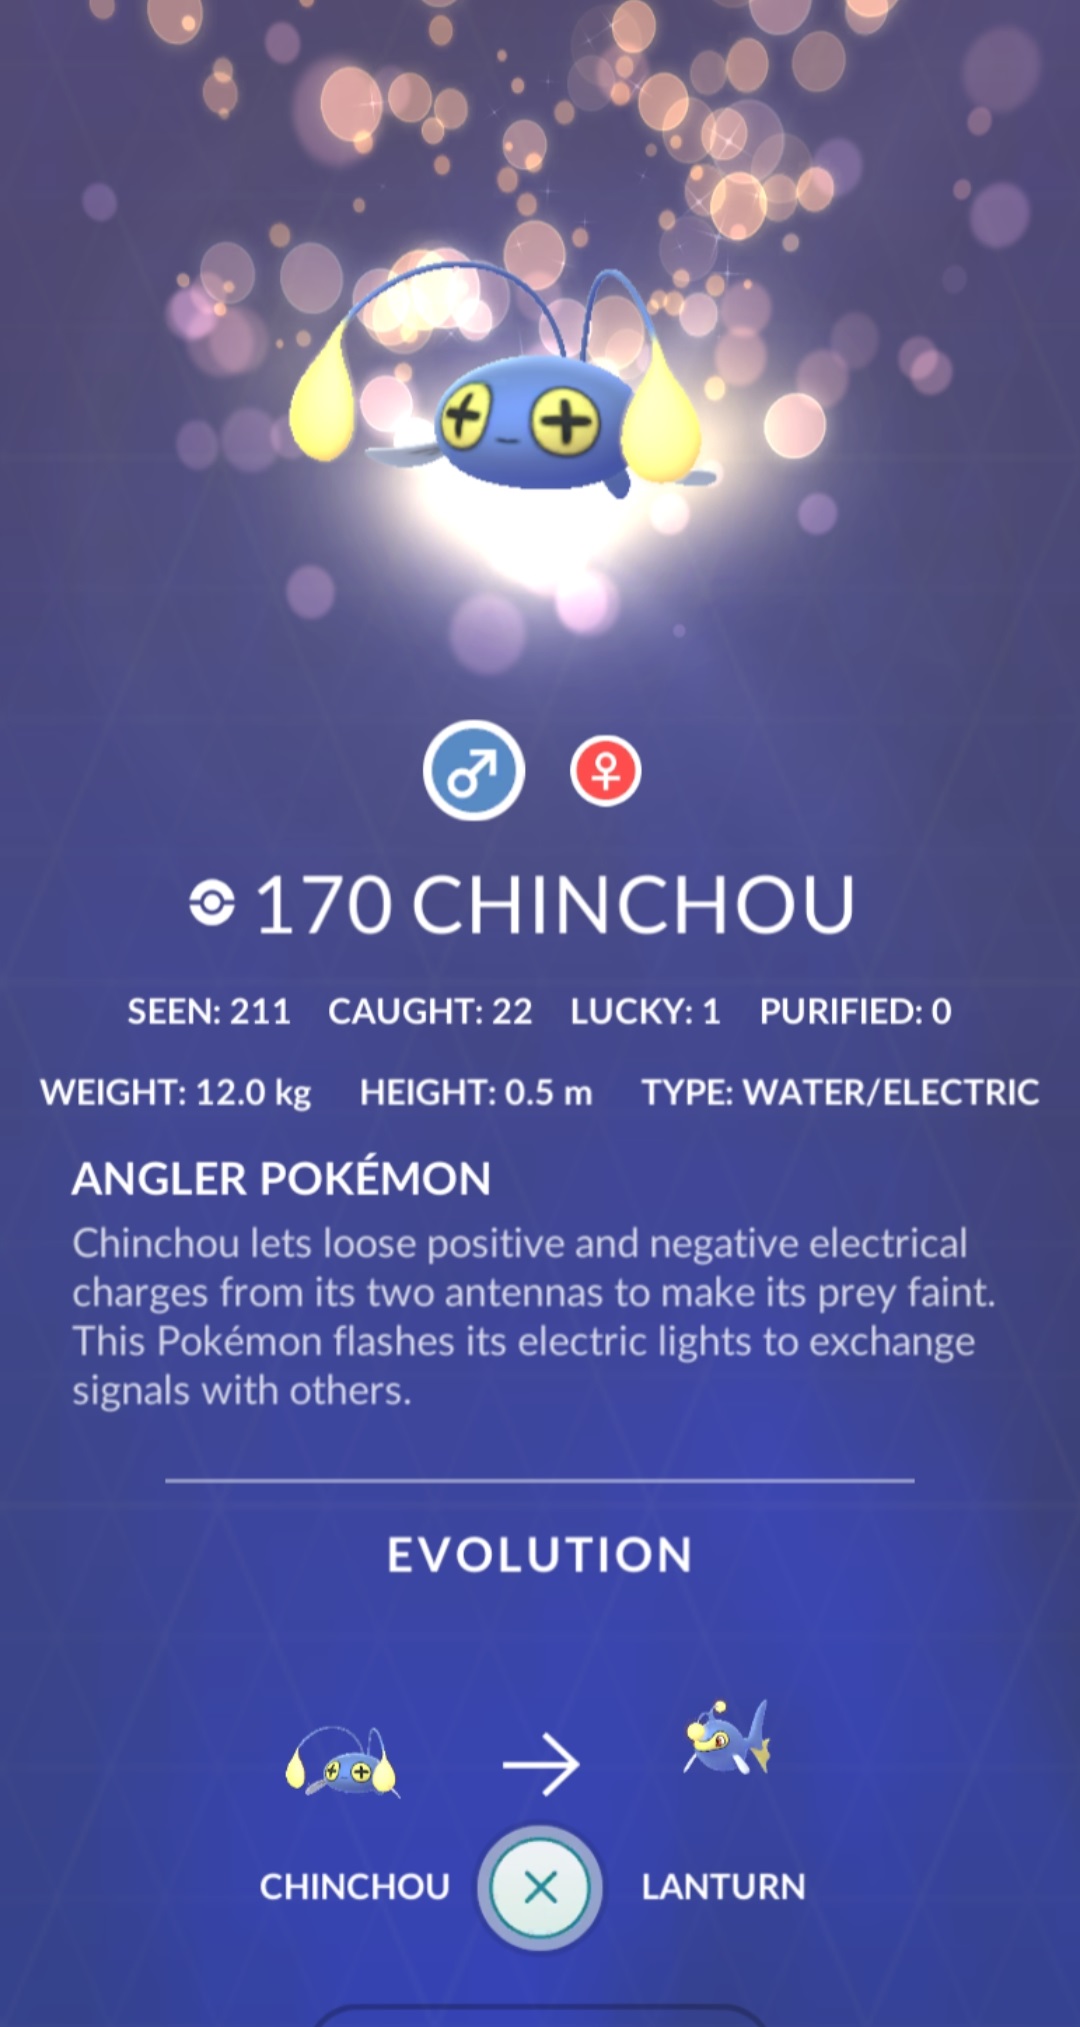 170 CHINCHOU
SEEN: 211 CAUGHT: 22 LUCKY: 1 PURIFIED: 0
WEIGHT: 12.0 kg HEIGHT: 0.5 m TYPE: WATER/ELECTRIC
ANGLER POKÉMON
Chinchou lets loose positive and negative electrical
charges from its two antennas to make its prey faint.
This Pokémon flashes its electric lights to exchange
signals with others.
EVOLUTION
CHINCHOU LANTURN